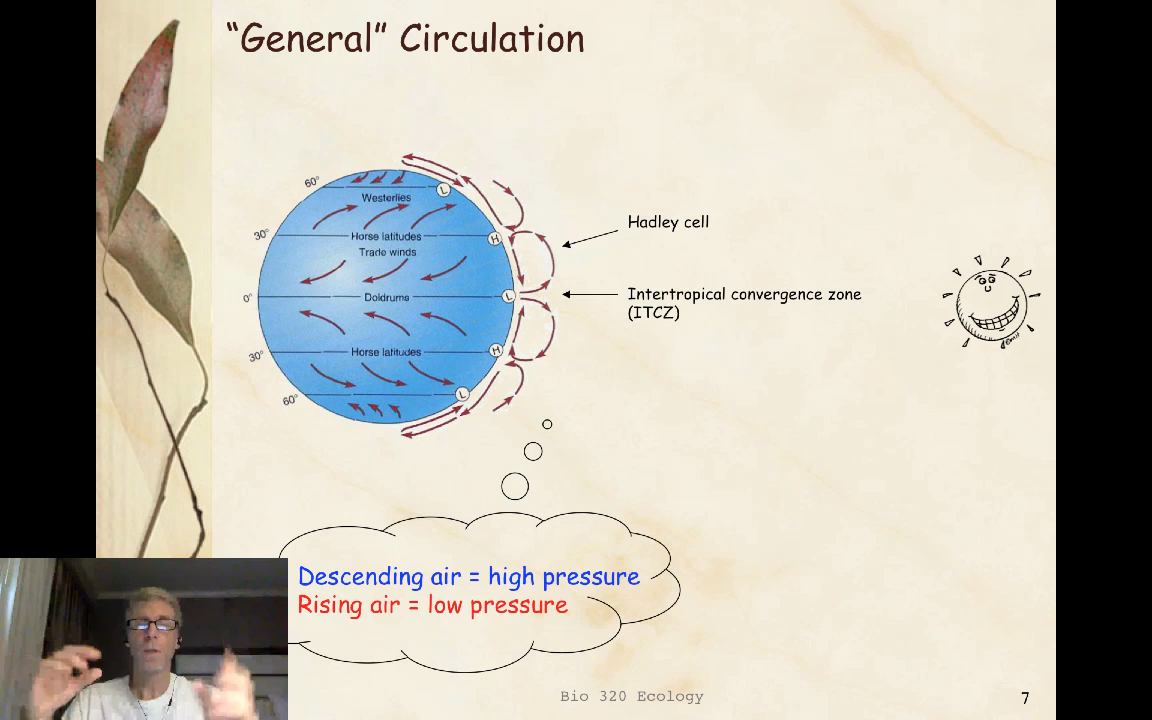 “General” Circulation
60°
L
Westerlies
30°
Horse latitudes
H
Trade winds
Hadley cell
0°
Doldrums
L
Intertropical convergence zone
(ITCZ)
30°
Horse latitudes
H
60°
L
Descending air = high pressure
Rising air = low pressure
Bio 320 Ecology
7